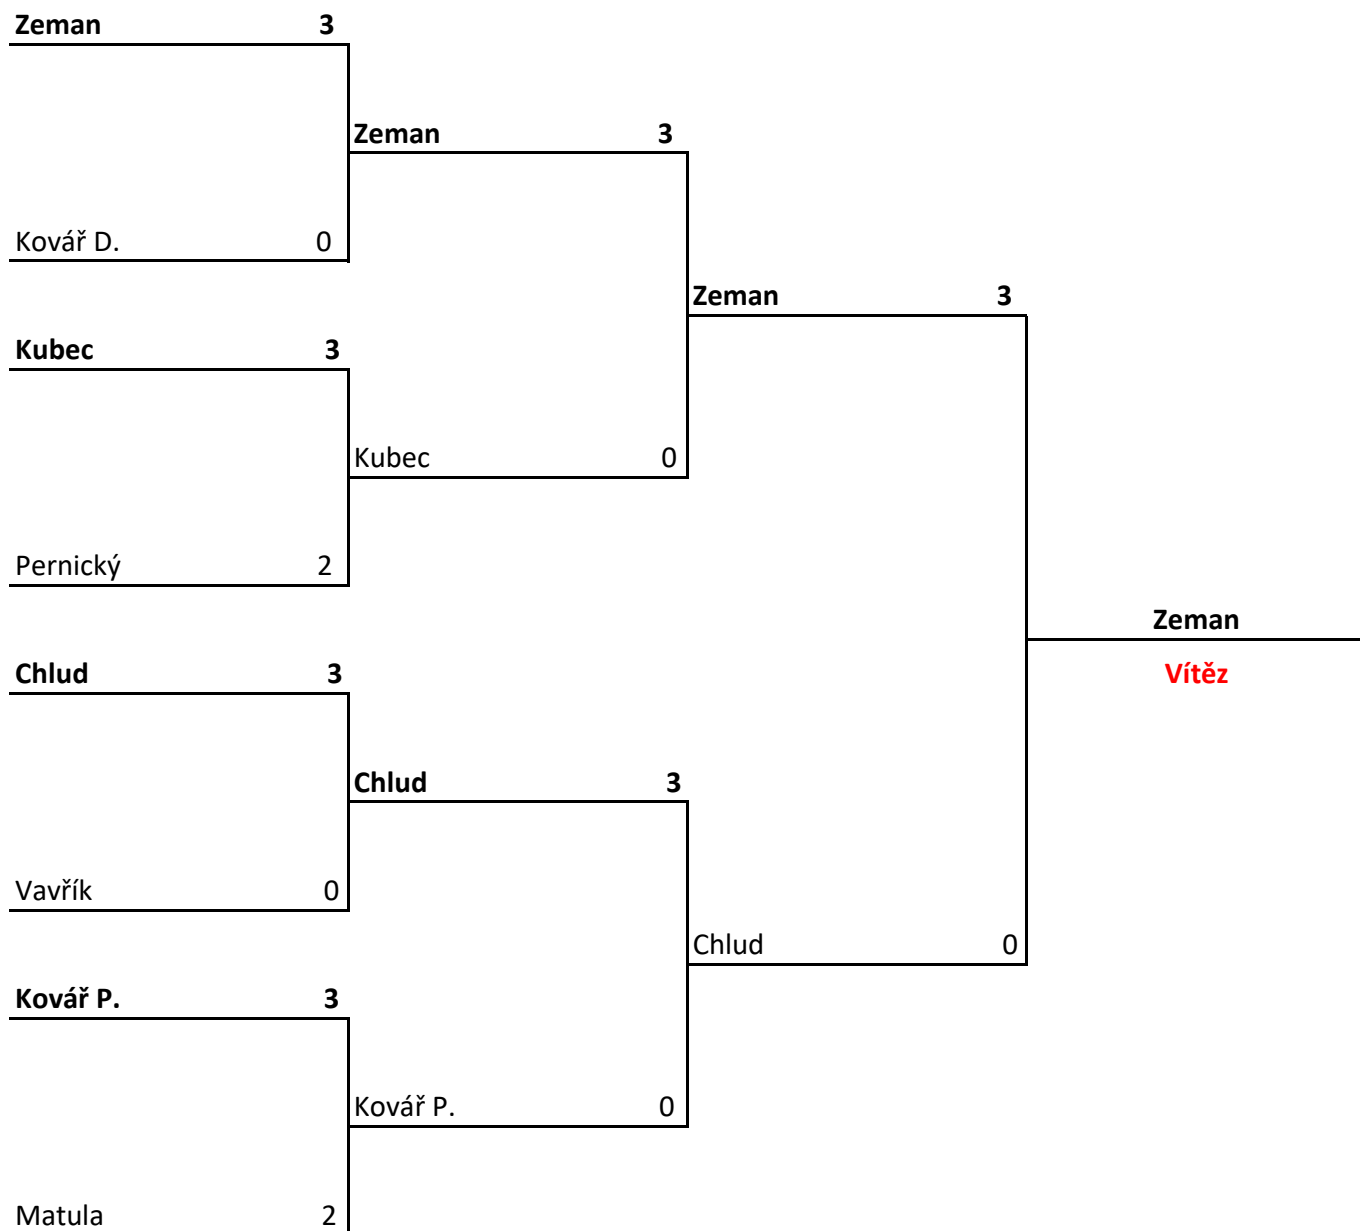 Zeman 3
Zeman 3
Kovář D. 0
Zeman 3
Kubec 3
Kubec 0
Pernický 2
Zeman
Chlud 3
Vítěz
Chlud 3
Vavřík 0
Chlud 0
Kovář P. 3
Kovář P. 0
Matula 2